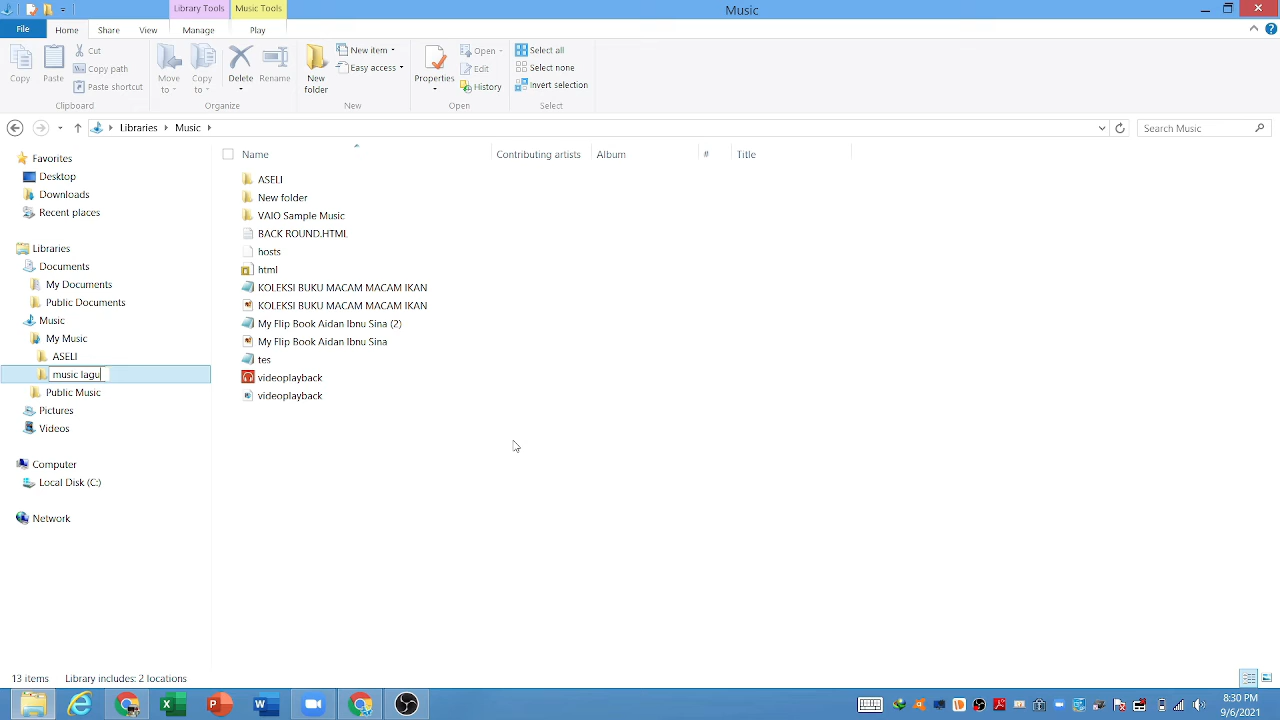 Library Tools
Music Tools
Music
File
Home
Share
View
Manage
Play
Copy
Paste
Cut
Copy path
Paste shortcut
Clipboard
Move to
Copy to
Delete
Rename
Organize
New folder
New item
Easy access
New
Properties
Open
Edit
History
Open
Select all
Select none
Invert selection
Select
Libraries
Music
Search Music
Name
Contributing artists
Album
#
Title
Favorites
Desktop
Downloads
Recent places
Libraries
Documents
My Documents
Public Documents
Music
My Music
ASELI
music lagu
Public Music
Pictures
Videos
Computer
Local Disk (C:)
Network
ASELI
New folder
VAIO Sample Music
BACK ROUND.HTML
hosts
html
KOLEKSI BUKU MACAM MACAM IKAN
KOLEKSI BUKU MACAM MACAM IKAN
My Flip Book Aidan Ibnu Sina (2)
My Flip Book Aidan Ibnu Sina
tes
videoplayback
videoplayback
13 items
Library includes: 2 locations
8:30 PM
9/6/2021